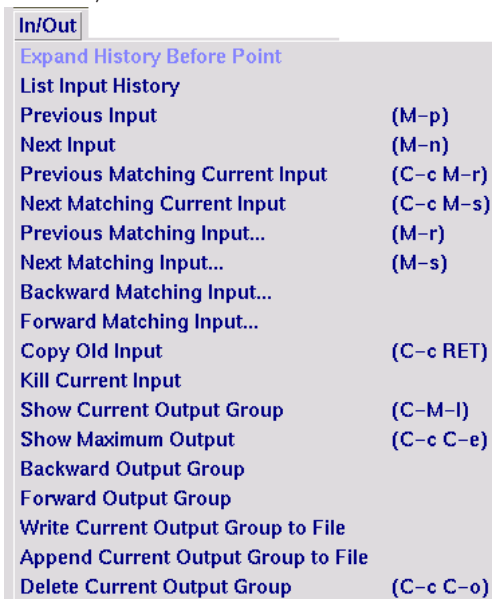 In/Out
Expand History Before Point
List Input History
Previous Input (M-p)
Next Input (M-n)
Previous Matching Current Input (C-c M-r)
Next Matching Current Input (C-c M-s)
Previous Matching Input... (M-r)
Next Matching Input... (M-s)
Backward Matching Input...
Forward Matching Input...
Copy Old Input (C-c RET)
Kill Current Input
Show Current Output Group (C-M-l)
Show Maximum Output (C-c C-e)
Backward Output Group
Forward Output Group
Write Current Output Group to File
Append Current Output Group to File
Delete Current Output Group (C-c C-o)